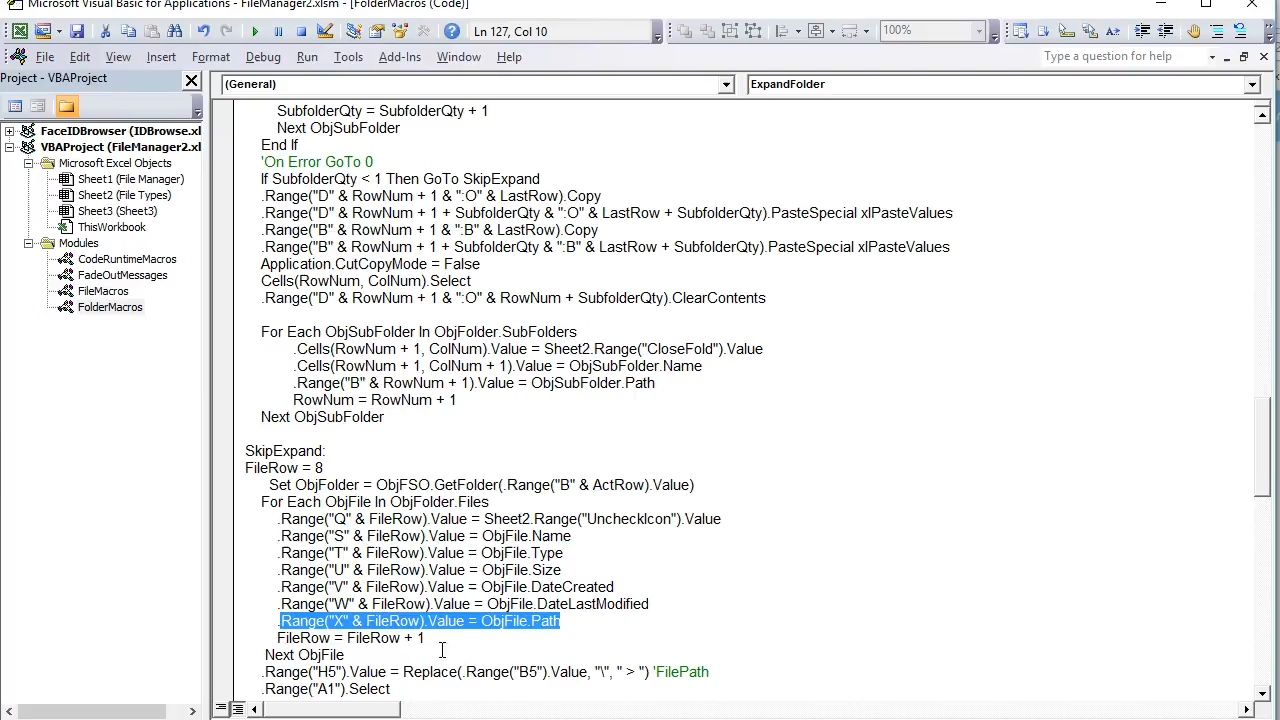 Microsoft Visual Basic for Applications - FileManager2.xlsm - [FolderMacros (Code)]
Ln 127, Col 10
100%
File Edit View Insert Format Debug Run Tools Add-Ins Window Help
Type a question for help
Project - VBAProject
(General)
ExpandFolder
FaceIDBrowser (IDBrowse.xl
VBAProject (FileManager2.xl
Microsoft Excel Objects
Sheet1 (File Manager)
Sheet2 (File Types)
Sheet3 (Sheet3)
ThisWorkbook
Modules
CodeRuntimeMacros
FadeOutMessages
FileMacros
FolderMacros
SubfolderQty = SubfolderQty + 1
Next ObjSubFolder
End If
'On Error GoTo 0
If SubfolderQty < 1 Then GoTo SkipExpand
.Range("D" & RowNum + 1 & ":O" & LastRow).Copy
.Range("D" & RowNum + 1 + SubfolderQty & ":O" & LastRow + SubfolderQty).PasteSpecial xlPasteValues
.Range("B" & RowNum + 1 & ":B" & LastRow).Copy
.Range("B" & RowNum + 1 + SubfolderQty & ":B" & LastRow + SubfolderQty).PasteSpecial xlPasteValues
Application.CutCopyMode = False
Cells(RowNum, ColNum).Select
.Range("D" & RowNum + 1 & ":O" & RowNum + SubfolderQty).ClearContents
For Each ObjSubFolder In ObjFolder.SubFolders
.Cells(RowNum + 1, ColNum).Value = Sheet2.Range("CloseFold").Value
.Cells(RowNum + 1, ColNum + 1).Value = ObjSubFolder.Name
.Range("B" & RowNum + 1).Value = ObjSubFolder.Path
RowNum = RowNum + 1
Next ObjSubFolder
SkipExpand:
FileRow = 8
Set ObjFolder = ObjFSO.GetFolder(.Range("B" & ActRow).Value)
For Each ObjFile In ObjFolder.Files
.Range("Q" & FileRow).Value = Sheet2.Range("UncheckIcon").Value
.Range("S" & FileRow).Value = ObjFile.Name
.Range("T" & FileRow).Value = ObjFile.Type
.Range("U" & FileRow).Value = ObjFile.Size
.Range("V" & FileRow).Value = ObjFile.DateCreated
.Range("W" & FileRow).Value = ObjFile.DateLastModified
.Range("X" & FileRow).Value = ObjFile.Path
FileRow = FileRow + 1
Next ObjFile
.Range("H5").Value = Replace(.Range("B5").Value, "\", " > ") 'FilePath
.Range("A1").Select